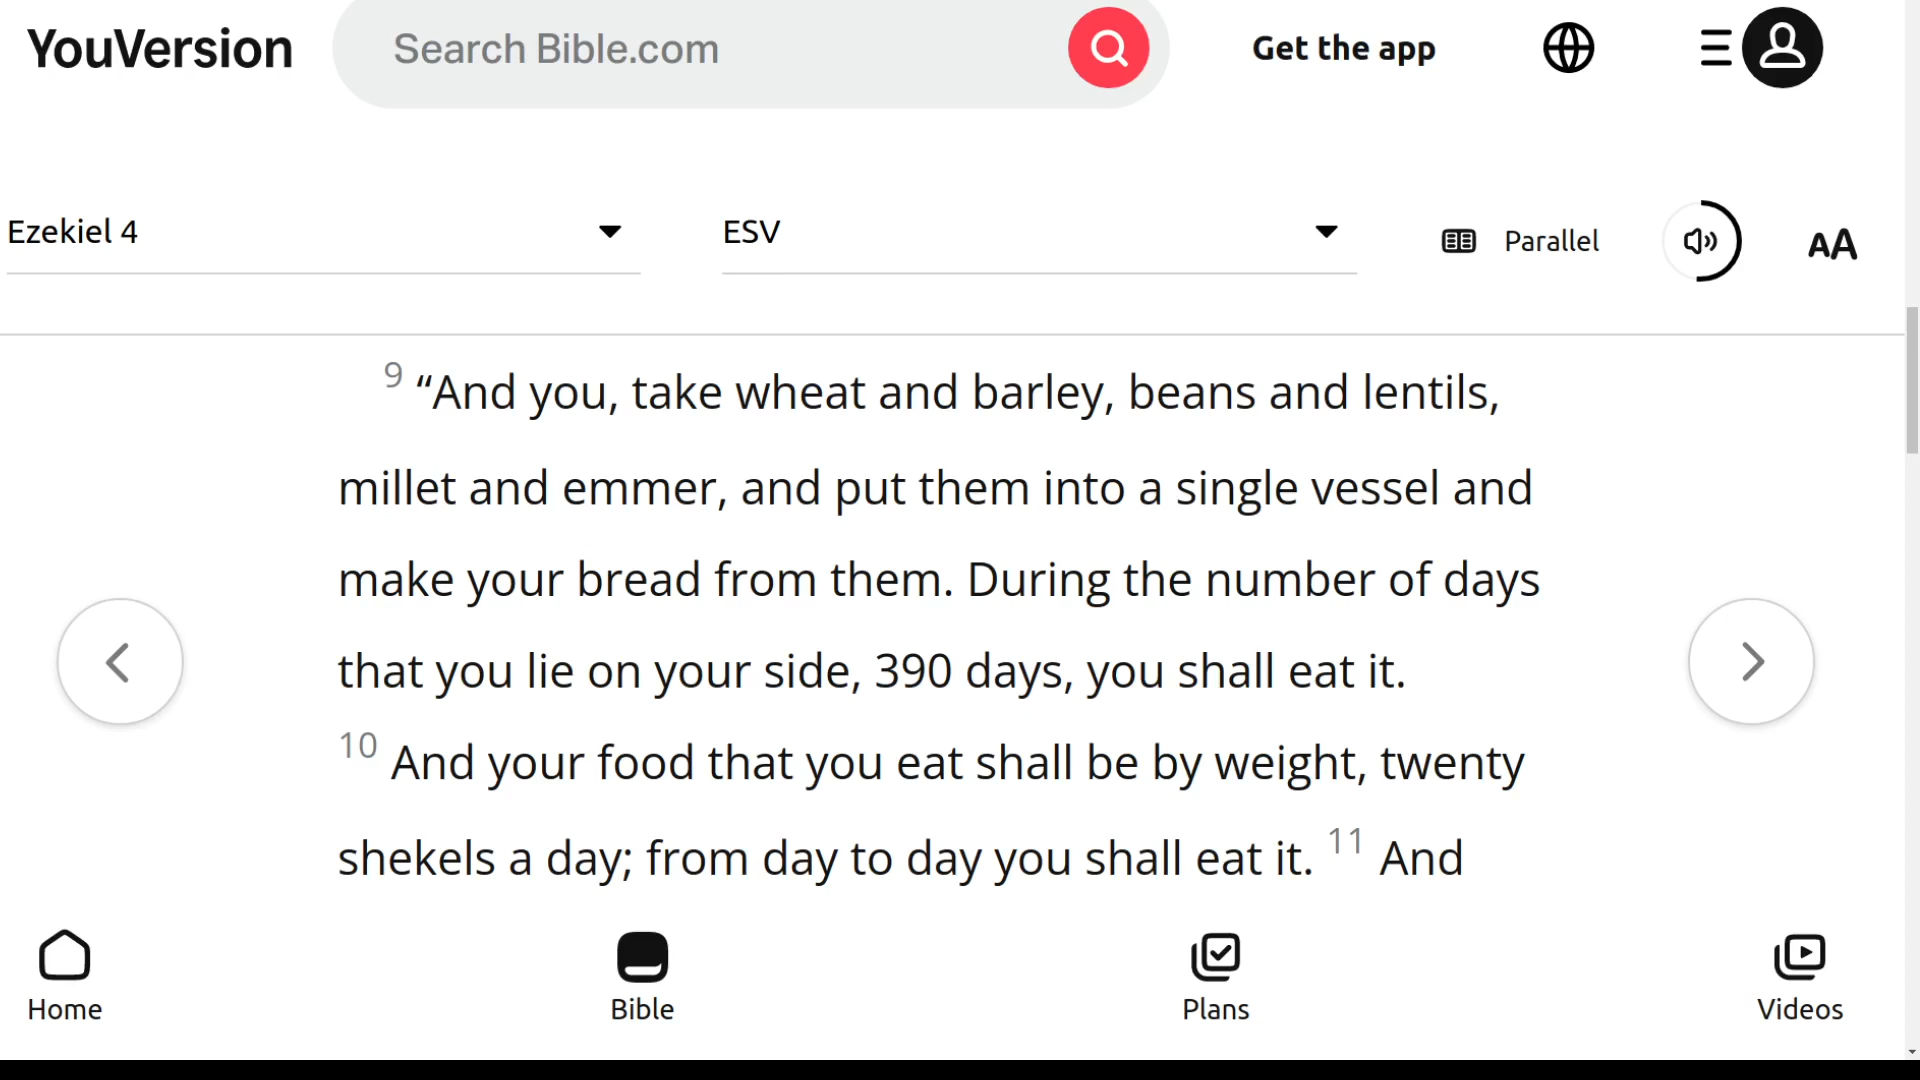 YouVersion
Search Bible.com
Get the app
Ezekiel 4
ESV
Parallel
AA
9 “And you, take wheat and barley, beans and lentils,
millet and emmer, and put them into a single vessel and
make your bread from them. During the number of days
that you lie on your side, 390 days, you shall eat it.
10 And your food that you eat shall be by weight, twenty
shekels a day; from day to day you shall eat it. 11 And
Home
Bible
Plans
Videos